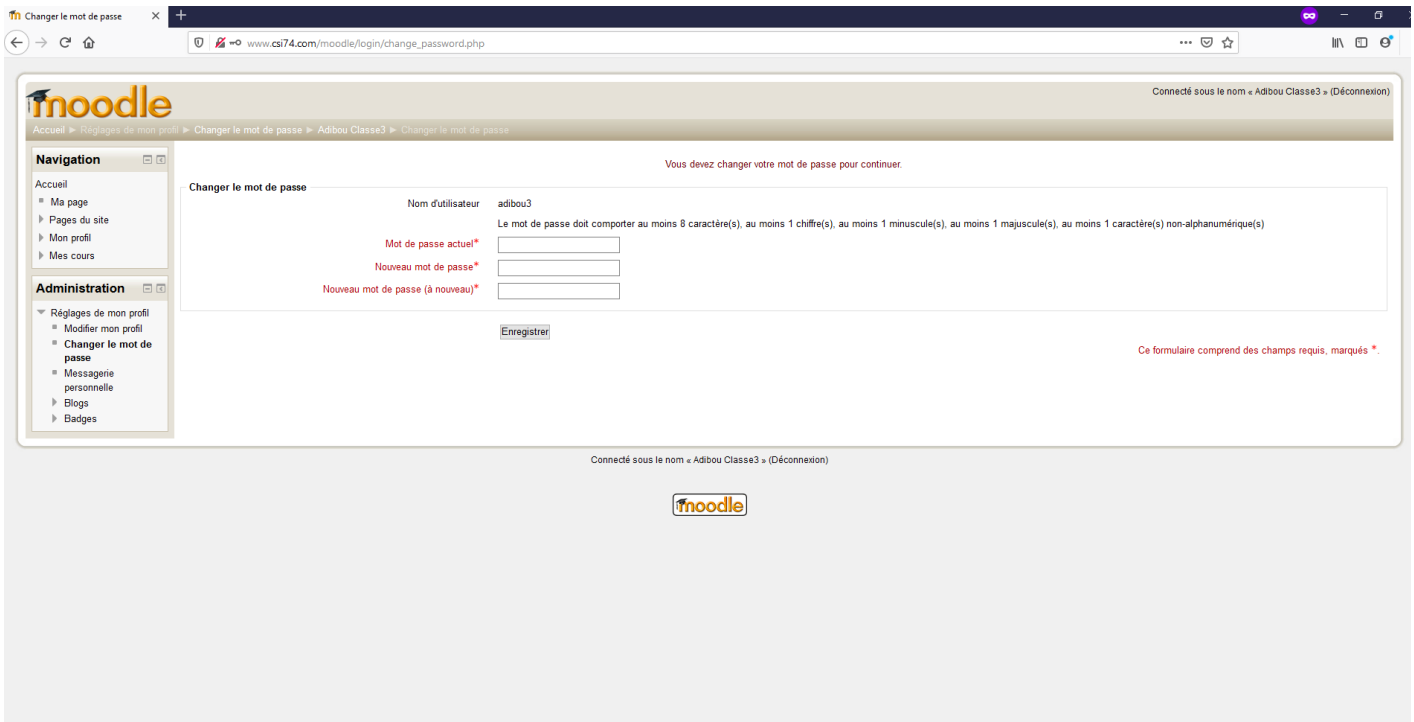 Changer le mot de passe
www.csi74.com/moodle/login/change_password.php
moodle
Connecté sous le nom « Adibou Classe3 » (Déconnexion)
Accueil ► Réglages de mon profil ► Changer le mot de passe ► Adibou Classe3 ► Changer le mot de passe
Navigation
Accueil
Ma page
Pages du site
Mon profil
Mes cours
Administration
Réglages de mon profil
Modifier mon profil
Changer le mot de
passe
Messagerie
personnelle
Blogs
Badges
Vous devez changer votre mot de passe pour continuer.
Changer le mot de passe
Nom d'utilisateur adibou3
Le mot de passe doit comporter au moins 8 caractère(s), au moins 1 chiffre(s), au moins 1 minuscule(s), au moins 1 majuscule(s), au moins 1 caractère(s) non-alphanumérique(s)
Mot de passe actuel*
Nouveau mot de passe*
Nouveau mot de passe (à nouveau)*
Enregistrer
Ce formulaire comprend des champs requis, marqués *.
Connecté sous le nom « Adibou Classe3 » (Déconnexion)
moodle